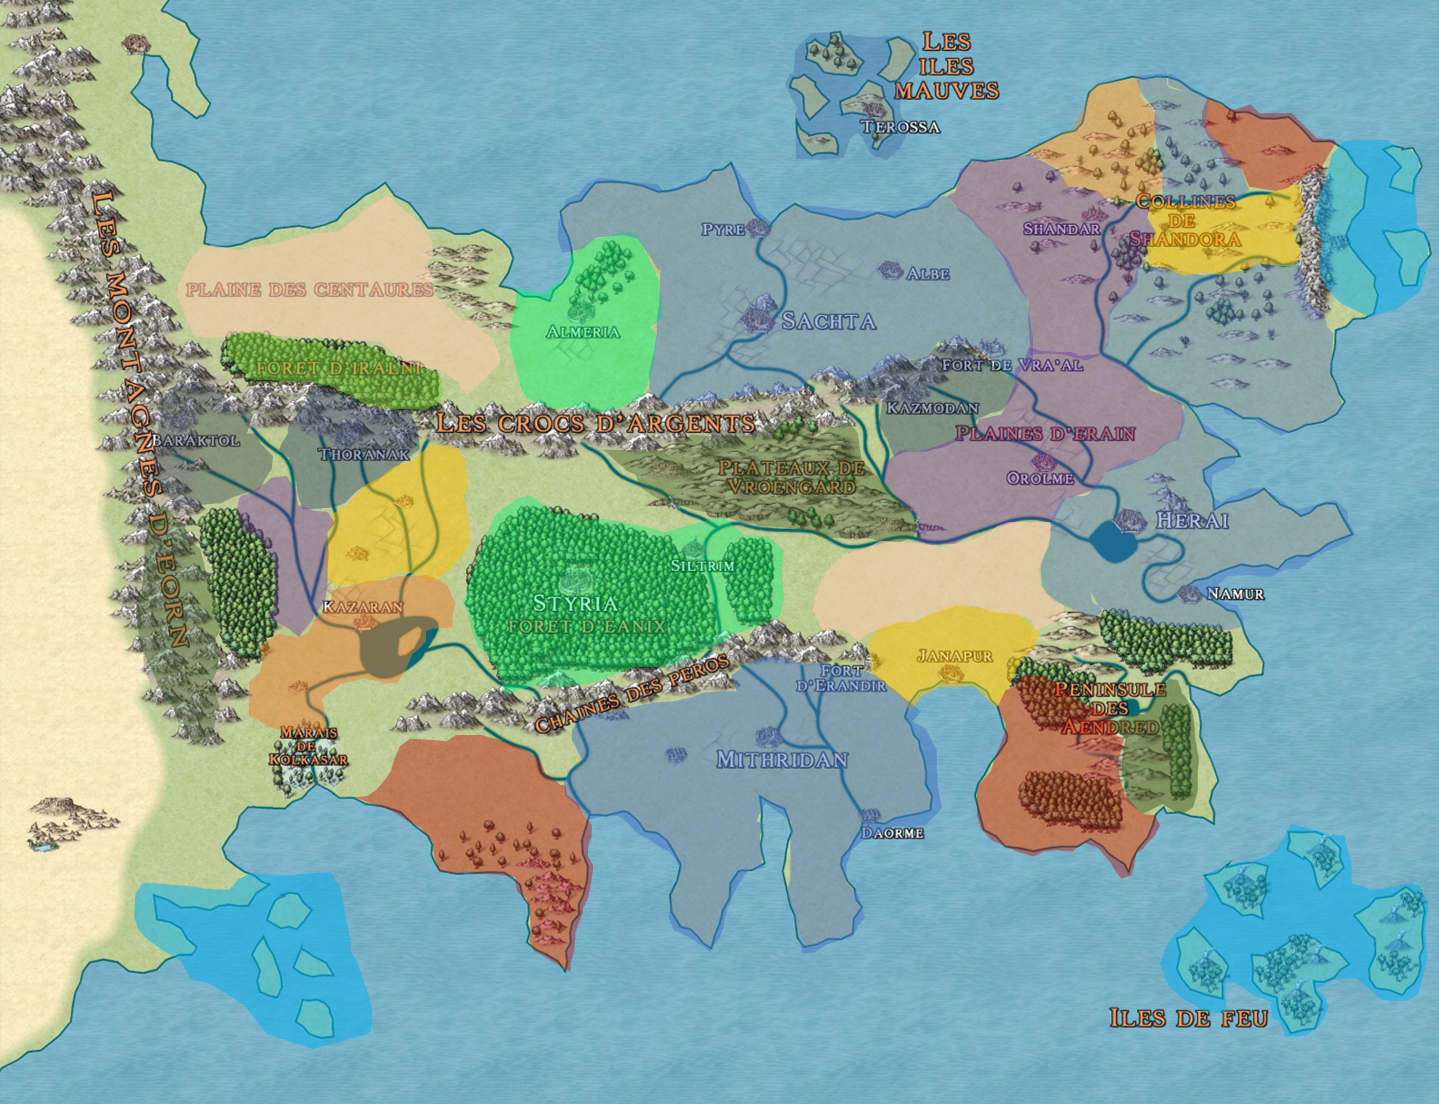 LES
ILES
MAUVES
TEROSSA
COLLINES
DE
SHANDORA
SHANDAR
PYRE
ALBE
SACHTA
PLAINE DES CENTAURES
ALMERIA
FORET D'IRALNI
FORT DE VRA'AL
KAZMODAN
LES CROCS D'ARGENTS
PLAINES D'ERAIN
BARAKTOL
THORANAK
LES MONTAGNES D'EORN
PLATEAUX DE
VROENGARD
OROLME
HERAI
SILTRIM
NAMUR
STYRIA
KAZARAN
FORET D'EANIX
JANAPUR
FORT
D'ERANDIR
CHAINES DES PEROS
PENINSULE
DES
AENDRED
MARAIS
DE
KOLKASAR
MITHRIDAN
DAORME
ILES DE FEU